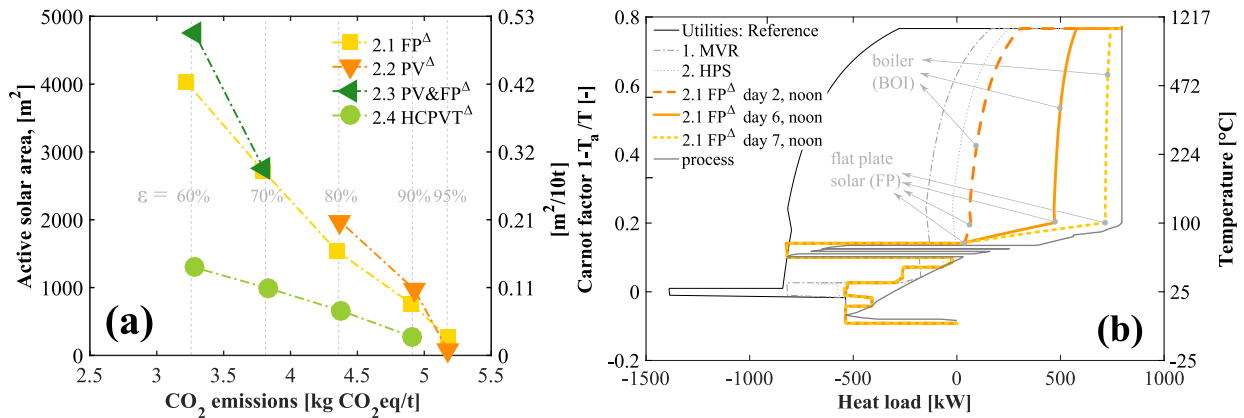 5000
4000
3000
2000
1000
0
Active solar area, [m²]
2.5
3
3.5
4
4.5
5
5.5
CO₂ emissions [kg CO₂eq/t]
0.53
0.42
0.32
0.21
0.11
0
[m²/10t]
2.1 FP^Δ
2.2 PV^Δ
2.3 PV&FP^Δ
2.4 HCPVT^Δ
ε = 60%
70%
80%
90%
95%
(a)
0.8
0.6
0.4
0.2
0
-0.2
Carnot factor 1-Tₐ/T [-]
-1500
-1000
-500
0
500
1000
Heat load [kW]
1217
472
224
100
25
-25
Temperature [°C]
Utilities: Reference
1. MVR
2. HPS
2.1 FP^Δ day 2, noon
2.1 FP^Δ day 6, noon
2.1 FP^Δ day 7, noon
process
boiler
(BOI)
flat plate
solar (FP)
(b)